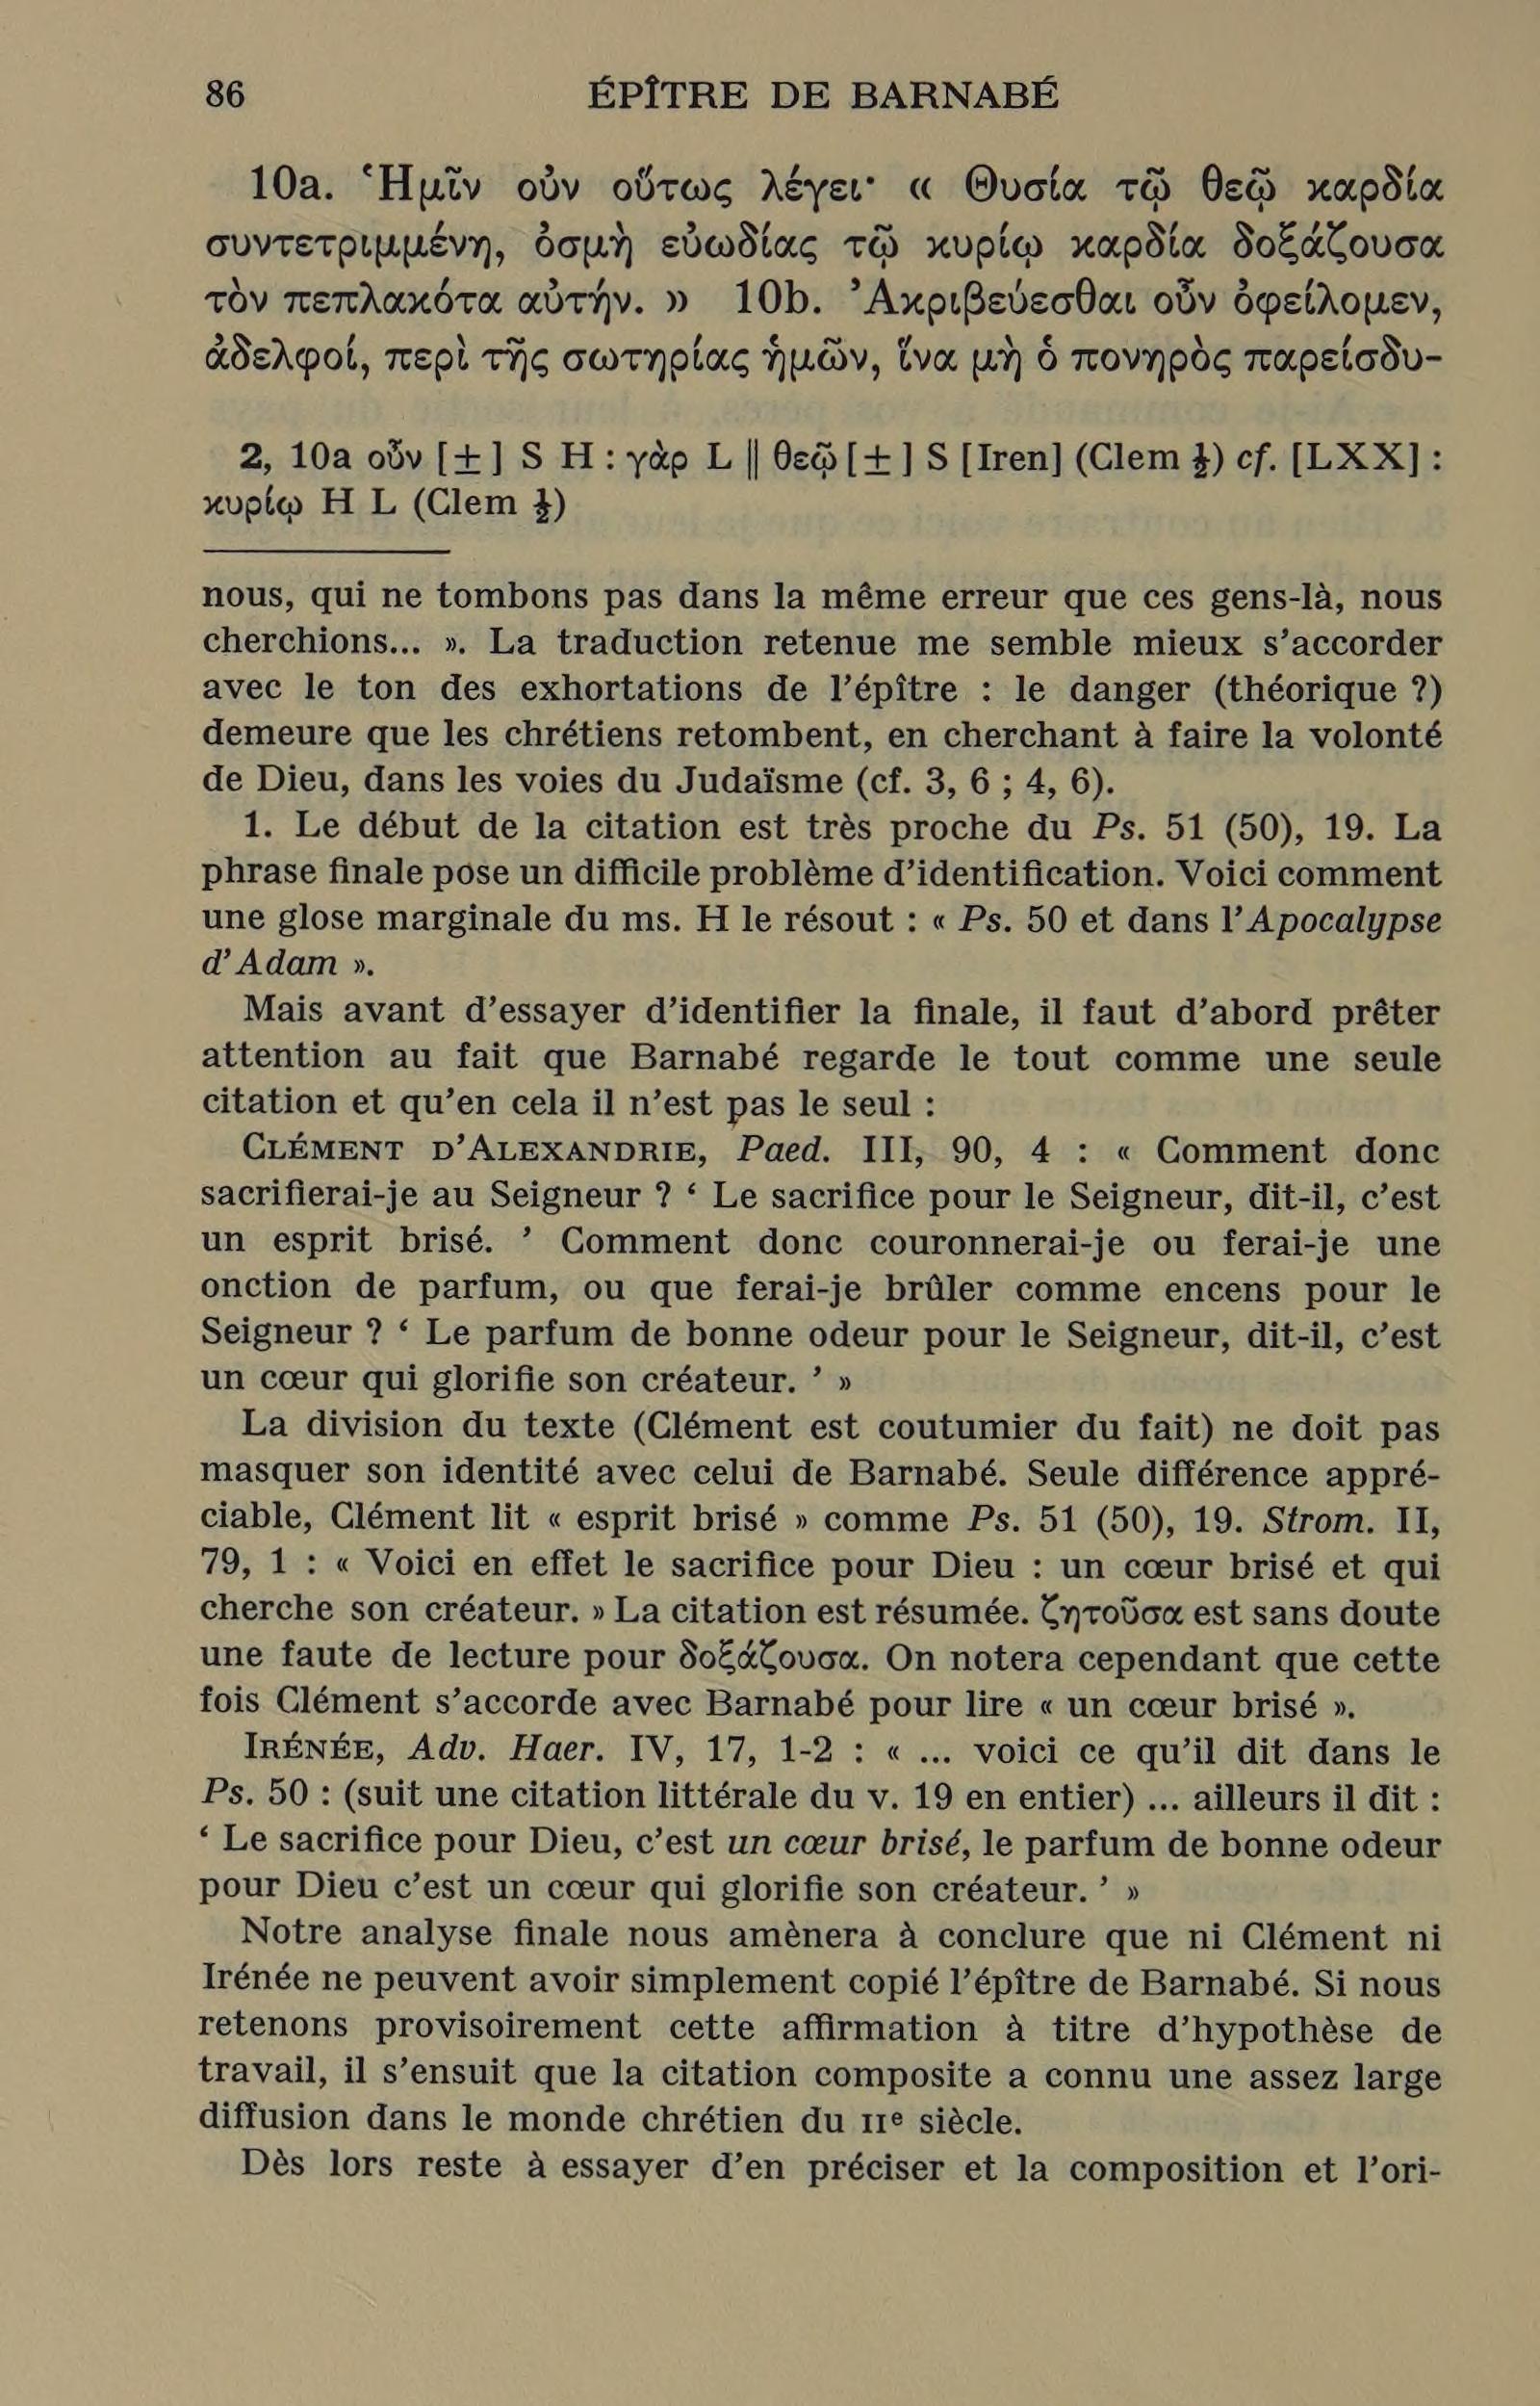 86
ÉPÎTRE DE BARNABÉ
10a. Ἡμῖν οὐν οὕτως λέγει· « Θυσία τῷ θεῷ καρδία
συντετριμμένη, ὀσμὴ εὐωδίας τῷ κυρίῳ καρδία δοξάζουσα
τὸν πεπλακότα αὐτήν. » 10b. Ἀκριβεύεσθαι οὖν ὀφείλομεν,
ἀδελφοί, περὶ τῆς σωτηρίας ἡμῶν, ἵνα μὴ ὁ πονηρὸς παρείσδυ-
2, 10a οὖν [±] S H : γὰρ L || θεῷ [±] S [Iren] (Clem ½) cf. [LXX] :
κυρίῳ H L (Clem ½)
nous, qui ne tombons pas dans la même erreur que ces gens-là, nous
cherchions... ». La traduction retenue me semble mieux s'accorder
avec le ton des exhortations de l'épître : le danger (théorique ?)
demeure que les chrétiens retombent, en cherchant à faire la volonté
de Dieu, dans les voies du Judaïsme (cf. 3, 6 ; 4, 6).
1. Le début de la citation est très proche du Ps. 51 (50), 19. La
phrase finale pose un difficile problème d'identification. Voici comment
une glose marginale du ms. H le résout : « Ps. 50 et dans l'Apocalypse
d'Adam ».
Mais avant d'essayer d'identifier la finale, il faut d'abord prêter
attention au fait que Barnabé regarde le tout comme une seule
citation et qu'en cela il n'est pas le seul :
CLÉMENT D'ALEXANDRIE, Paed. III, 90, 4 : « Comment donc
sacrifierai-je au Seigneur ? ‘ Le sacrifice pour le Seigneur, dit-il, c'est
un esprit brisé. ’ Comment donc couronnerai-je ou ferai-je une
onction de parfum, ou que ferai-je brûler comme encens pour le
Seigneur ? ‘ Le parfum de bonne odeur pour le Seigneur, dit-il, c'est
un cœur qui glorifie son créateur. ’ »
La division du texte (Clément est coutumier du fait) ne doit pas
masquer son identité avec celui de Barnabé. Seule différence appré-
ciable, Clément lit « esprit brisé » comme Ps. 51 (50), 19. Strom. II,
79, 1 : « Voici en effet le sacrifice pour Dieu : un cœur brisé et qui
cherche son créateur. » La citation est résumée. ζητοῦσα est sans doute
une faute de lecture pour δοξάζουσα. On notera cependant que cette
fois Clément s'accorde avec Barnabé pour lire « un cœur brisé ».
IRÉNÉE, Adv. Haer. IV, 17, 1-2 : « ... voici ce qu'il dit dans le
Ps. 50 : (suit une citation littérale du v. 19 en entier) ... ailleurs il dit :
‘ Le sacrifice pour Dieu, c'est un cœur brisé, le parfum de bonne odeur
pour Dieu c'est un cœur qui glorifie son créateur. ’ »
Notre analyse finale nous amènera à conclure que ni Clément ni
Irénée ne peuvent avoir simplement copié l'épître de Barnabé. Si nous
retenons provisoirement cette affirmation à titre d'hypothèse de
travail, il s'ensuit que la citation composite a connu une assez large
diffusion dans le monde chrétien du IIe siècle.
Dès lors reste à essayer d'en préciser et la composition et l'ori-